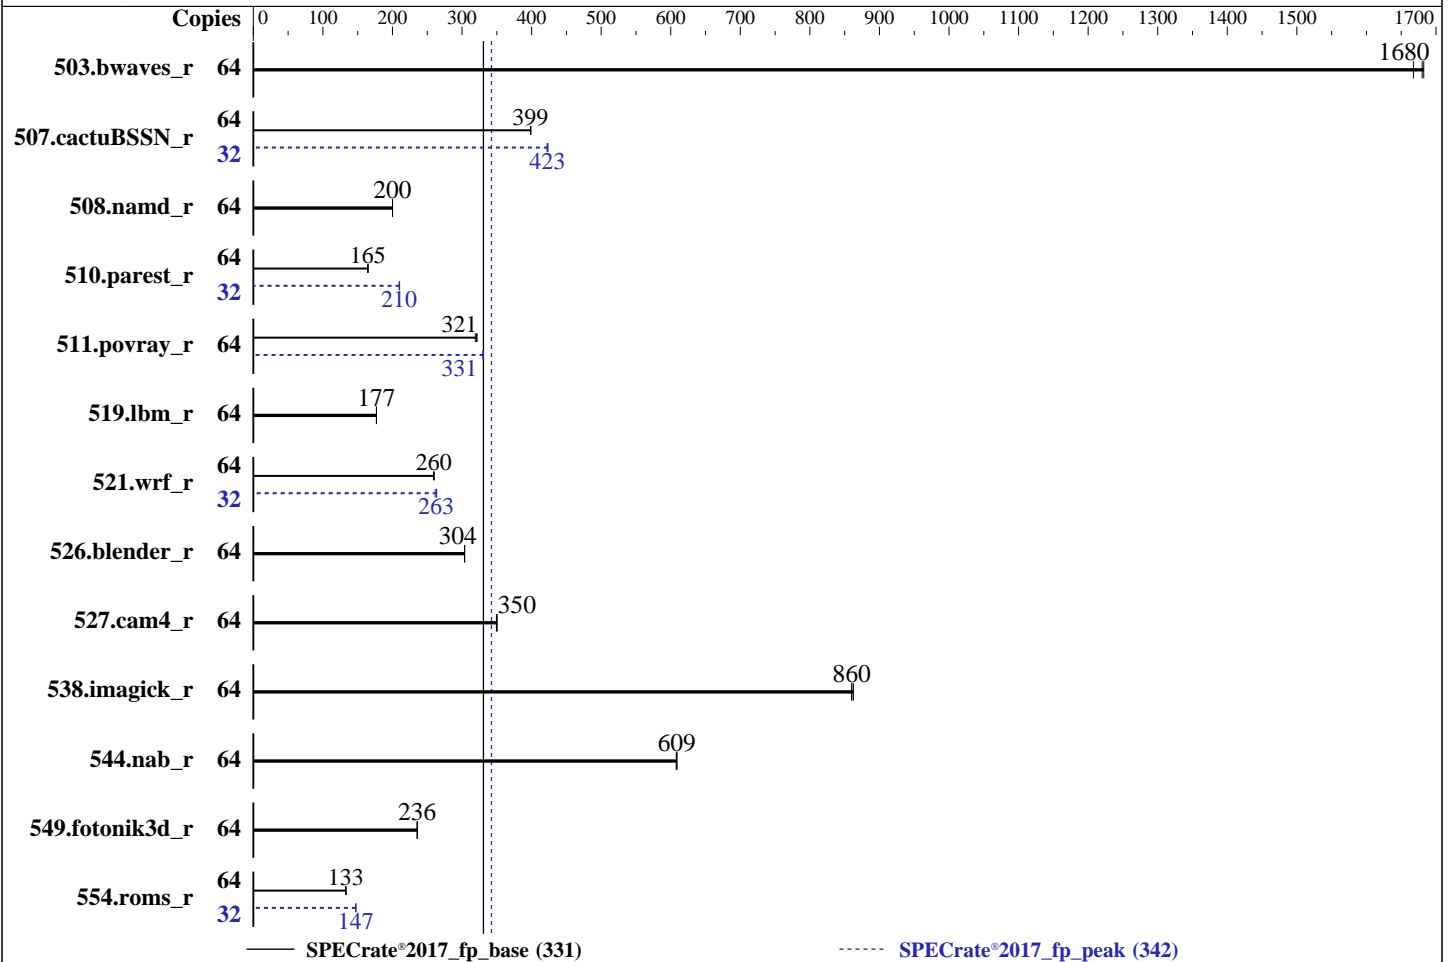 Copies 0 100 200 300 400 500 600 700 800 900 1000 1100 1200 1300 1400 1500 1700
503.bwaves_r 64 1680
507.cactuBSSN_r 64 399
32 423
508.namd_r 64 200
510.parest_r 64 165
32 210
511.povray_r 64 321
331
519.lbm_r 64 177
521.wrf_r 64 260
32 263
526.blender_r 64 304
527.cam4_r 64 350
538.imagick_r 64 860
544.nab_r 64 609
549.fotonik3d_r 64 236
554.roms_r 64 133
32 147
SPECrate®2017_fp_base (331) SPECrate®2017_fp_peak (342)